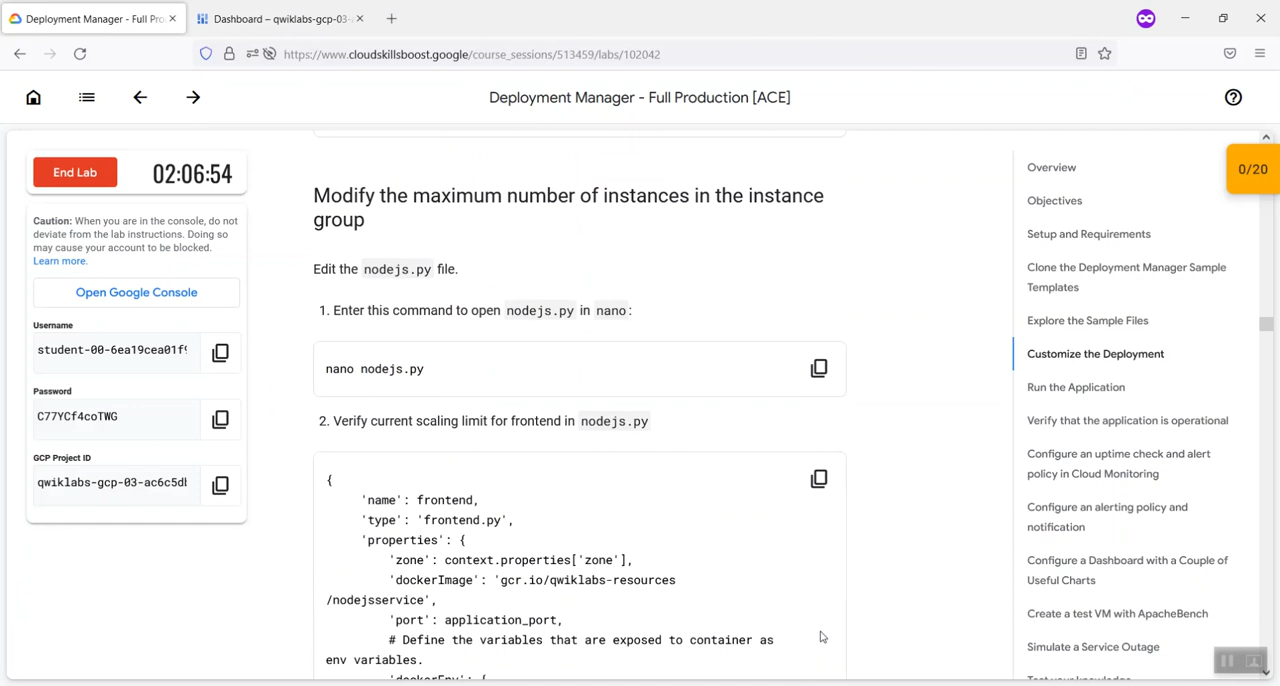 Deployment Manager - Full Pro
Dashboard – qwiklabs-gcp-03-
https://www.cloudskillsboost.google/course_sessions/513459/labs/102042
Deployment Manager - Full Production [ACE]
End Lab
02:06:54
Caution: When you are in the console, do not
deviate from the lab instructions. Doing so
may cause your account to be blocked.
Learn more.
Open Google Console
Username
student-00-6ea19cea01f9
Password
C77YCf4coTWG
GCP Project ID
qwiklabs-gcp-03-ac6c5db
Modify the maximum number of instances in the instance
group
Edit the nodejs.py file.
1. Enter this command to open nodejs.py in nano:
nano nodejs.py
2. Verify current scaling limit for frontend in nodejs.py
{
'name': frontend,
'type': 'frontend.py',
'properties': {
'zone': context.properties['zone'],
'dockerImage': 'gcr.io/qwiklabs-resources
/nodejsservice',
'port': application_port,
# Define the variables that are exposed to container as
env variables.
'dockerEnv': {
Overview
0/20
Objectives
Setup and Requirements
Clone the Deployment Manager Sample
Templates
Explore the Sample Files
Customize the Deployment
Run the Application
Verify that the application is operational
Configure an uptime check and alert
policy in Cloud Monitoring
Configure an alerting policy and
notification
Configure a Dashboard with a Couple of
Useful Charts
Create a test VM with ApacheBench
Simulate a Service Outage
Test your knowledge